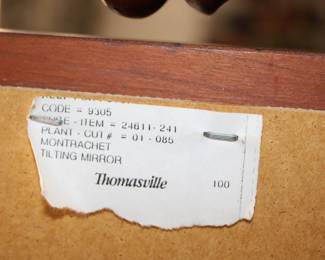 CODE = 9305
- ITEM = 24611-241
PLANT - CUT # = 01 - 085
MONTRACHET
TILTING MIRROR
Thomasville 100